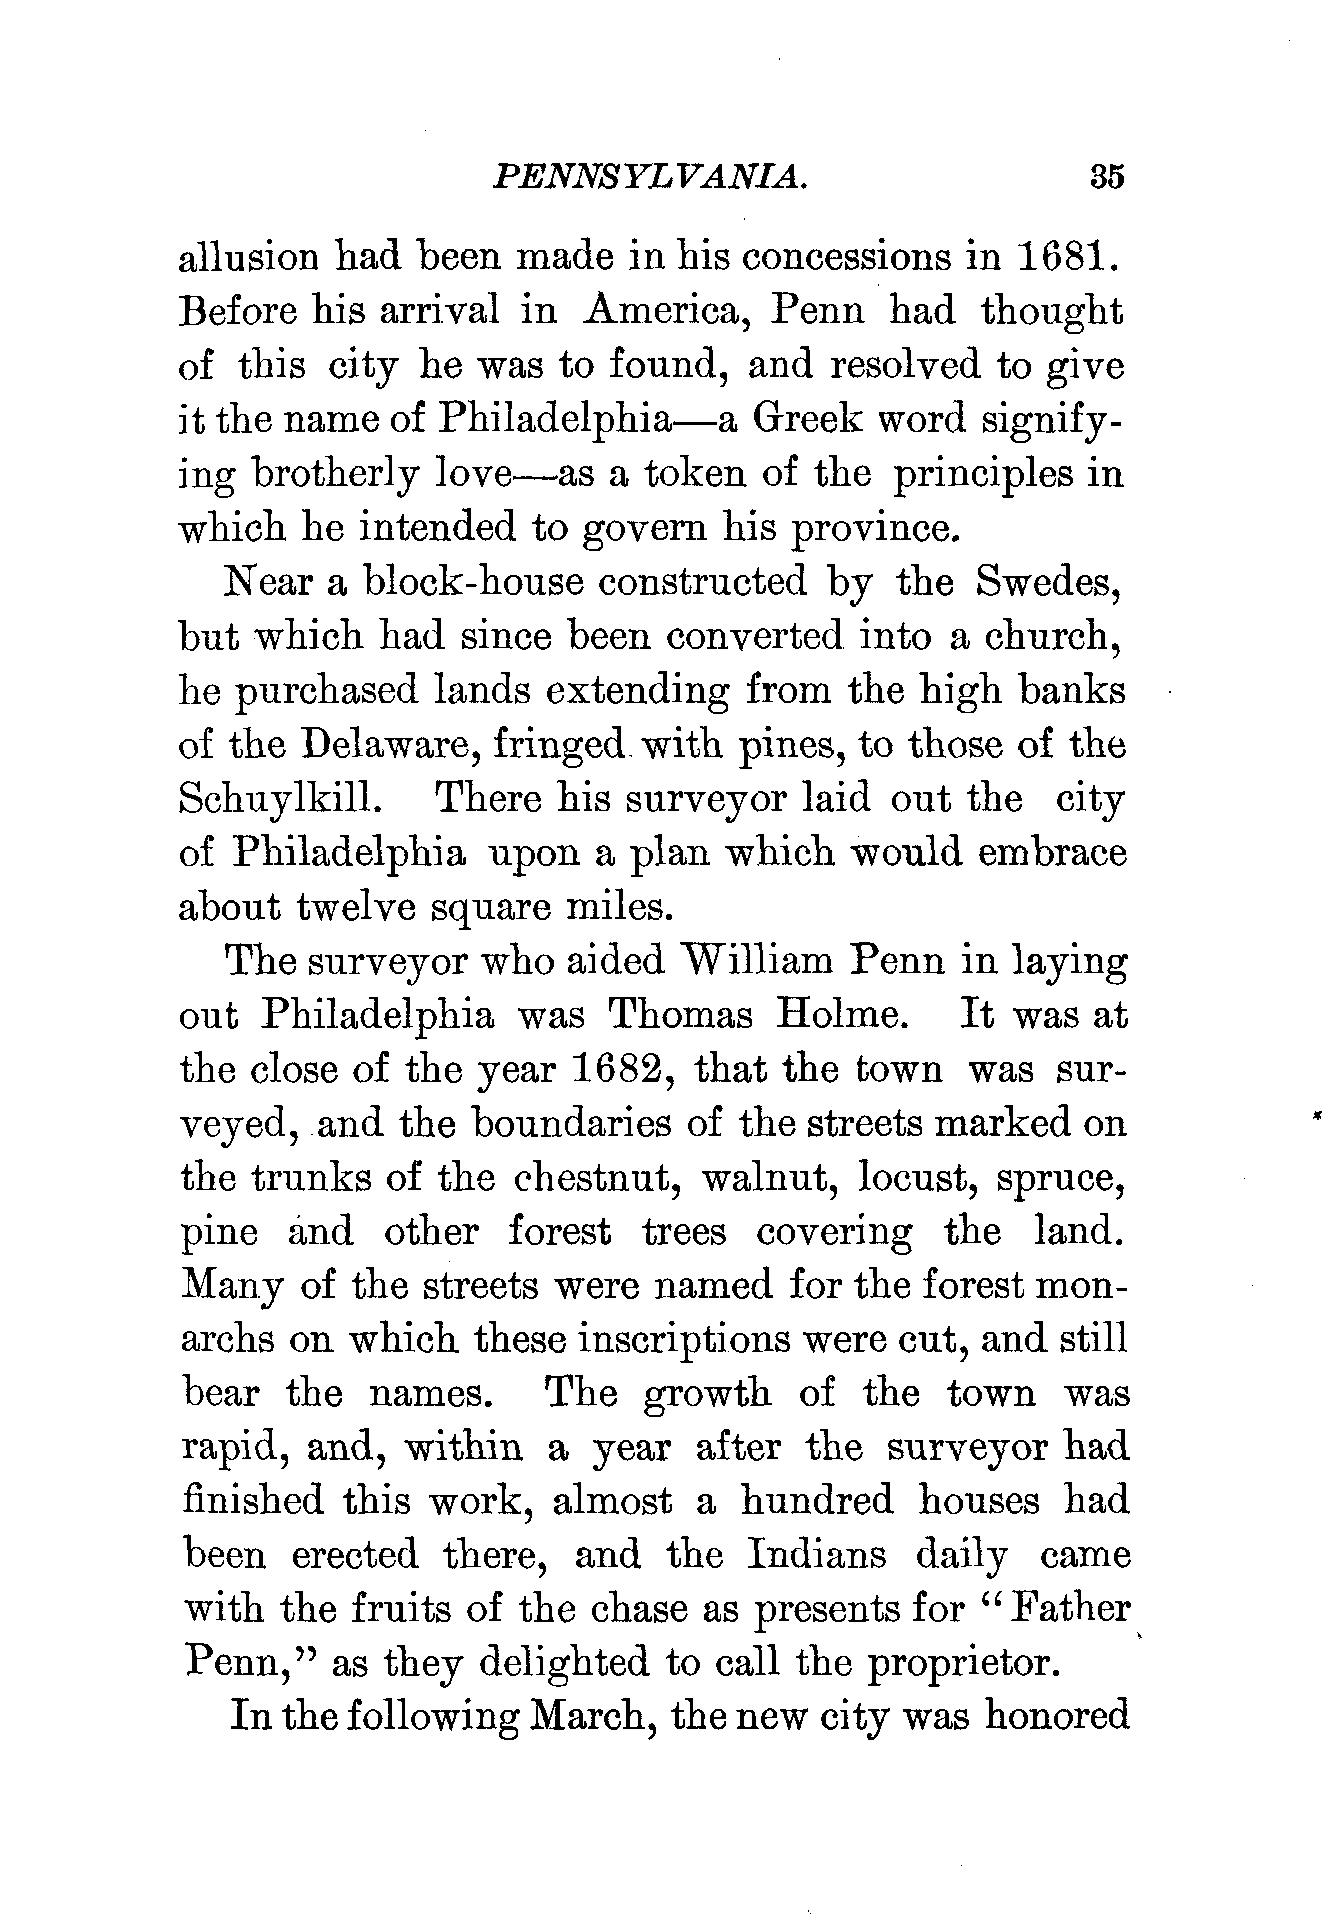 PENNSYLVANIA. 35
allusion had been made in his concessions in 1681.
Before his arrival in America, Penn had thought
of this city he was to found, and resolved to give
it the name of Philadelphia—a Greek word signify-
ing brotherly love—as a token of the principles in
which he intended to govern his province.
Near a block-house constructed by the Swedes,
but which had since been converted into a church,
he purchased lands extending from the high banks
of the Delaware, fringed with pines, to those of the
Schuylkill. There his surveyor laid out the city
of Philadelphia upon a plan which would embrace
about twelve square miles.
The surveyor who aided William Penn in laying
out Philadelphia was Thomas Holme. It was at
the close of the year 1682, that the town was sur-
veyed, and the boundaries of the streets marked on
the trunks of the chestnut, walnut, locust, spruce,
pine and other forest trees covering the land.
Many of the streets were named for the forest mon-
archs on which these inscriptions were cut, and still
bear the names. The growth of the town was
rapid, and, within a year after the surveyor had
finished this work, almost a hundred houses had
been erected there, and the Indians daily came
with the fruits of the chase as presents for "Father
Penn," as they delighted to call the proprietor.
In the following March, the new city was honored